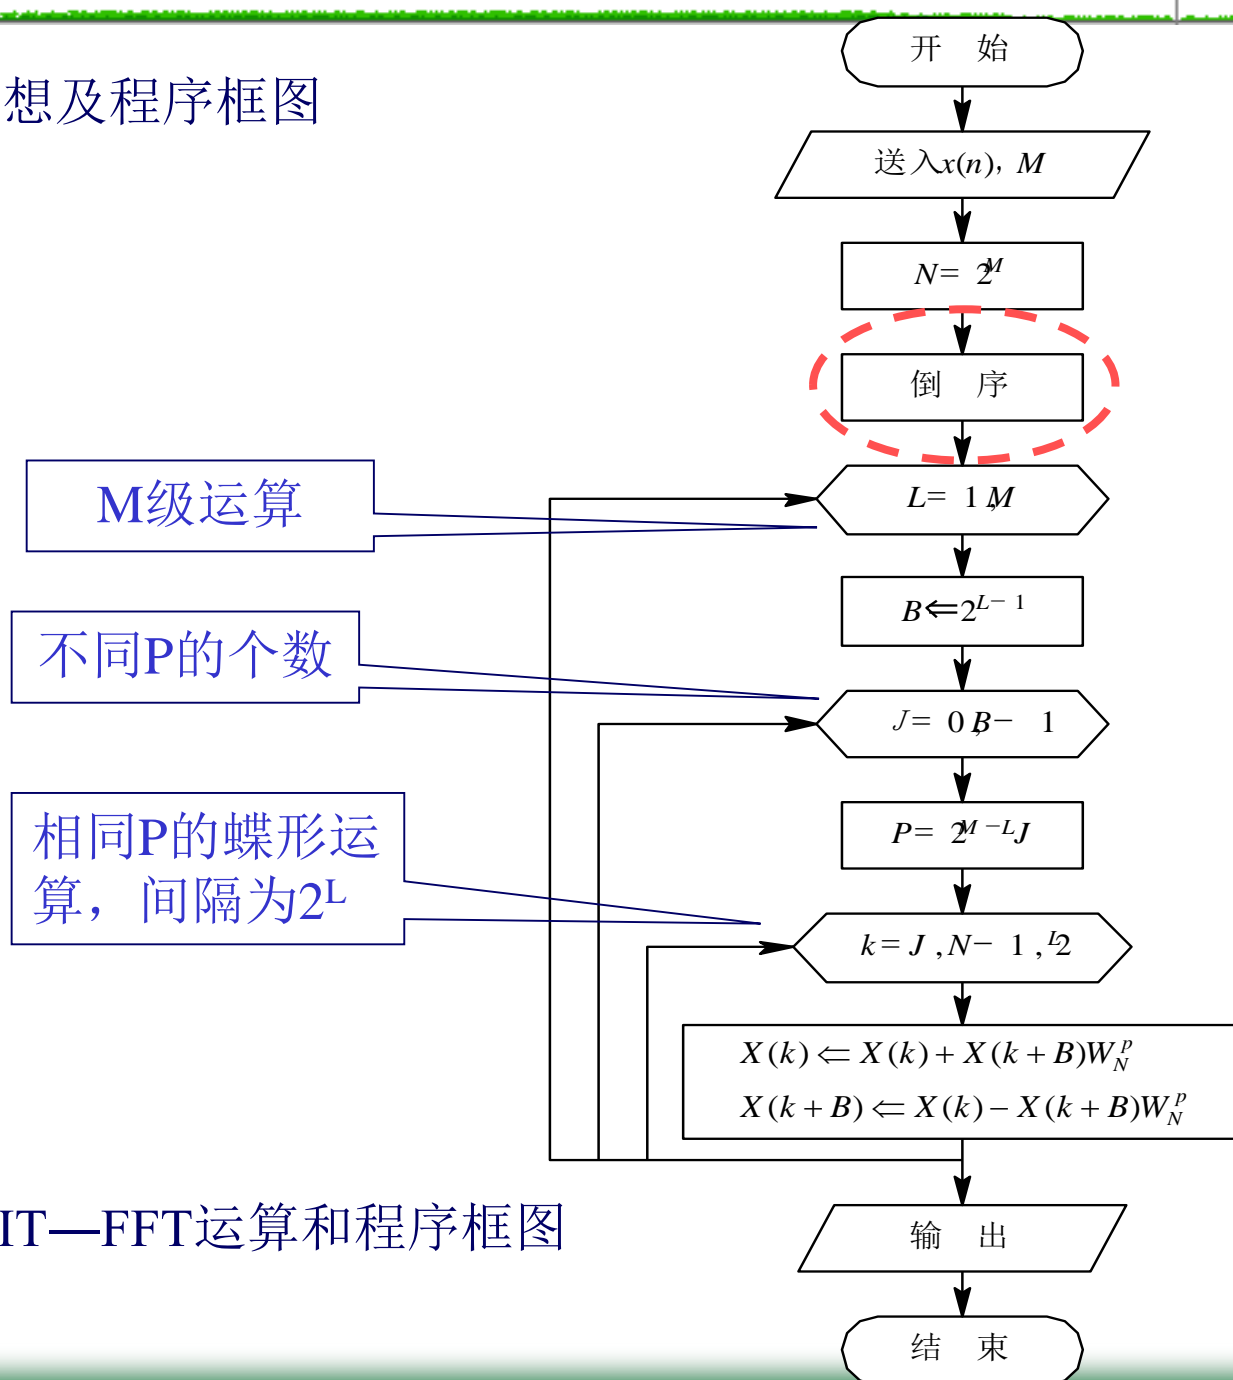 想及程序框图
开 始
送入x(n), M
N= 2^M
倒 序
M级运算
L= 1,M
B⇐2^{L-1}
不同P的个数
J= 0,B- 1
P= 2^{M-L}J
相同P的蝶形运
算，间隔为2^L
k=J ,N- 1 ,2^L
X(k)⇐X(k)+X(k+B)W_N^p
X(k+B)⇐X(k)-X(k+B)W_N^p
IT—FFT运算和程序框图
输 出
结 束